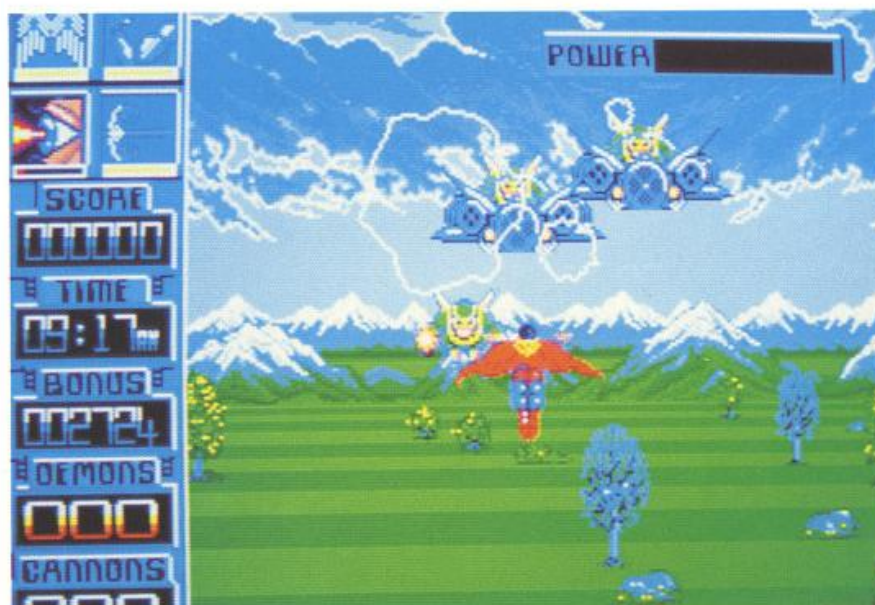 POWER
SCORE
000000
TIME
09:17
BONUS
002724
DEMONS
000
CANNONS